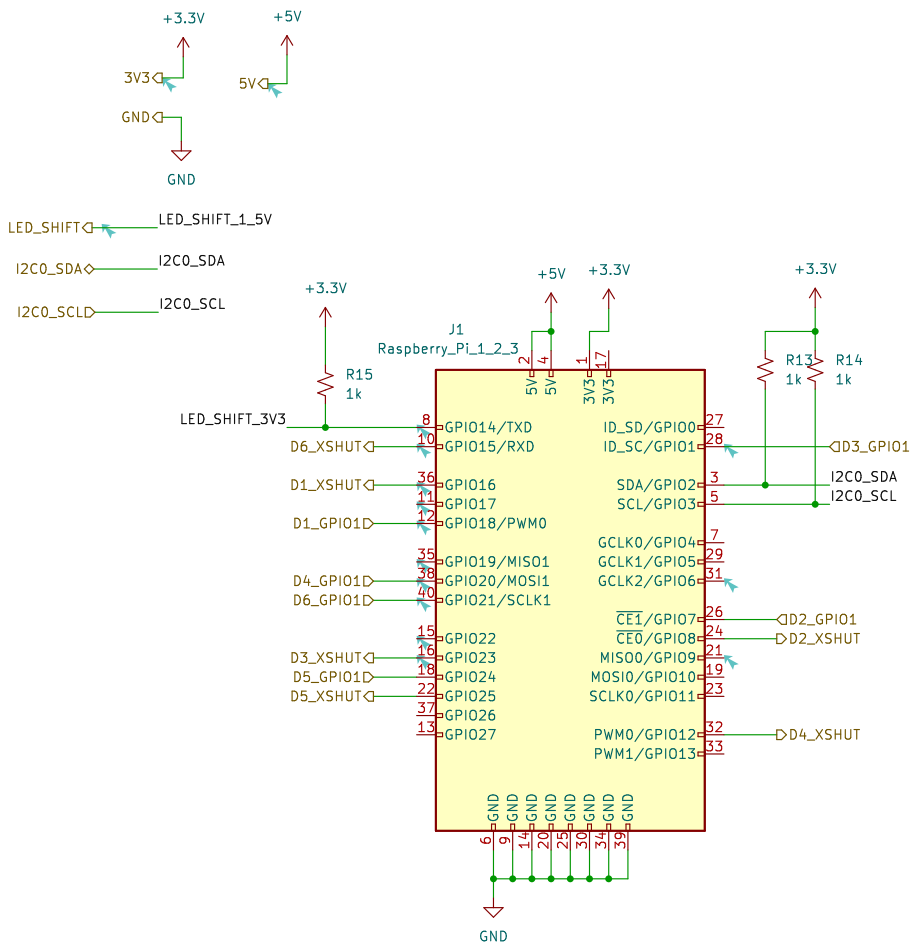 +3.3V
+5V
3V3
5V
GND
GND
LED_SHIFT
LED_SHIFT_1_5V
I2C0_SDA
I2C0_SDA
I2C0_SCL
I2C0_SCL
+3.3V
+5V
+3.3V
+3.3V
J1
Raspberry_Pi_1_2_3
R15
1k
R13
1k
R14
1k
2
4
1
17
5V
5V
3V3
3V3
LED_SHIFT_3V3
8
GPIO14/TXD
D6_XSHUT
10
GPIO15/RXD
D1_XSHUT
36
GPIO16
11
GPIO17
D1_GPIO1
12
GPIO18/PWM0
35
GPIO19/MISO1
D4_GPIO1
38
GPIO20/MOSI1
D6_GPIO1
40
GPIO21/SCLK1
15
GPIO22
D3_XSHUT
16
GPIO23
D5_GPIO1
18
GPIO24
D5_XSHUT
22
GPIO25
37
GPIO26
13
GPIO27
ID_SD/GPIO0
27
ID_SC/GPIO1
28
D3_GPIO1
SDA/GPIO2
3
I2C0_SDA
SCL/GPIO3
5
I2C0_SCL
GCLK0/GPIO4
7
GCLK1/GPIO5
29
GCLK2/GPIO6
31
CE1/GPIO7
26
D2_GPIO1
CE0/GPIO8
24
D2_XSHUT
MISO0/GPIO9
21
MOSI0/GPIO10
19
SCLK0/GPIO11
23
PWM0/GPIO12
32
D4_XSHUT
PWM1/GPIO13
33
GND
GND
GND
GND
GND
GND
GND
GND
6
9
14
20
25
30
34
39
GND